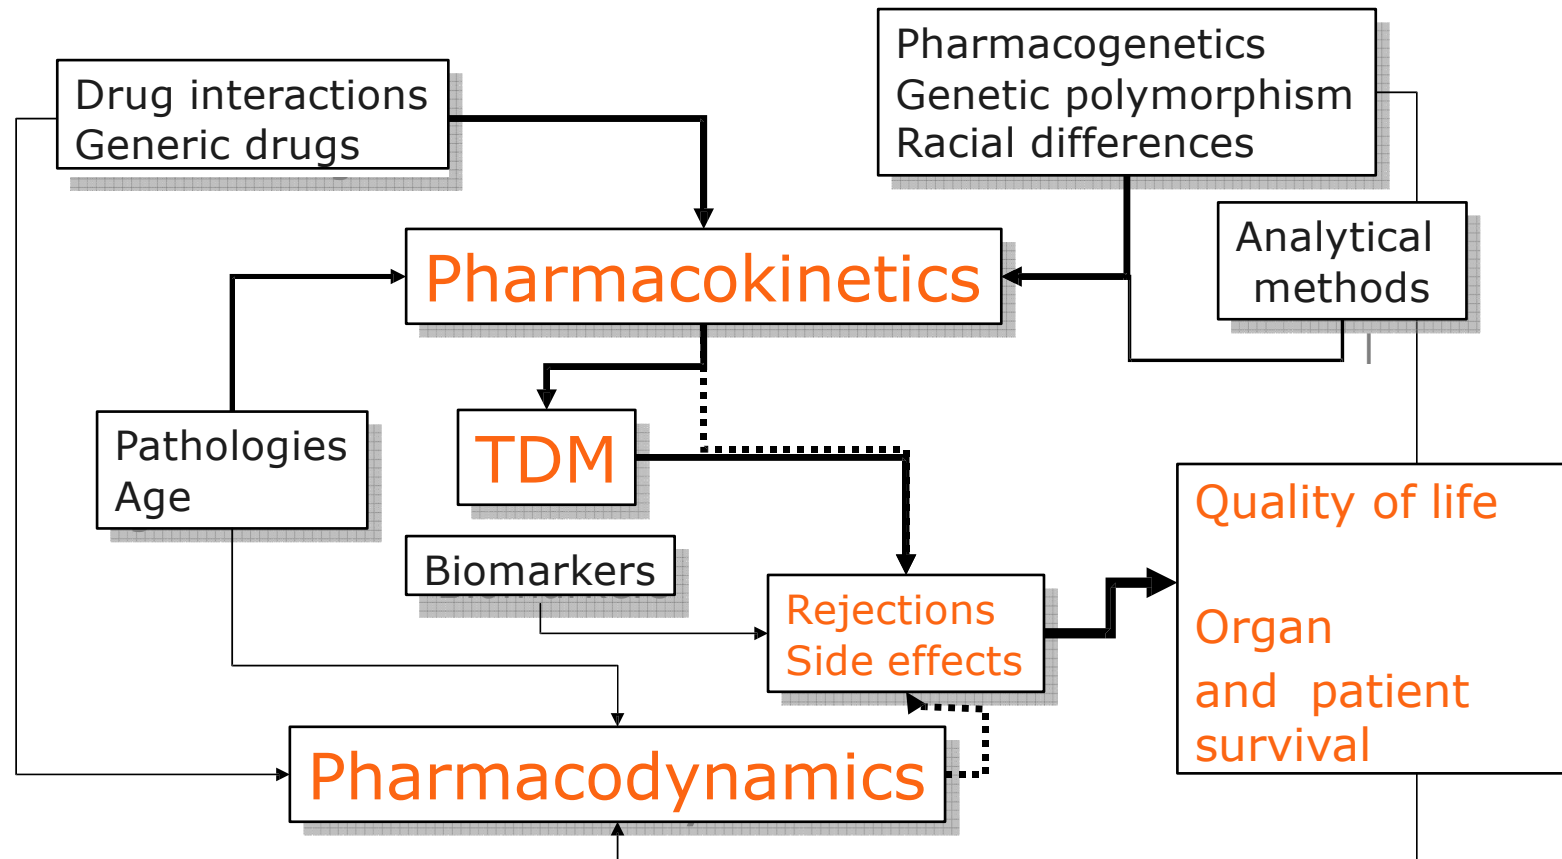 Drug interactions
Generic drugs
Pharmacogenetics
Genetic polymorphism
Racial differences
Analytical
methods
Pharmacokinetics
Pathologies
Age
TDM
Biomarkers
Rejections
Side effects
Quality of life
Organ
and patient
survival
Pharmacodynamics